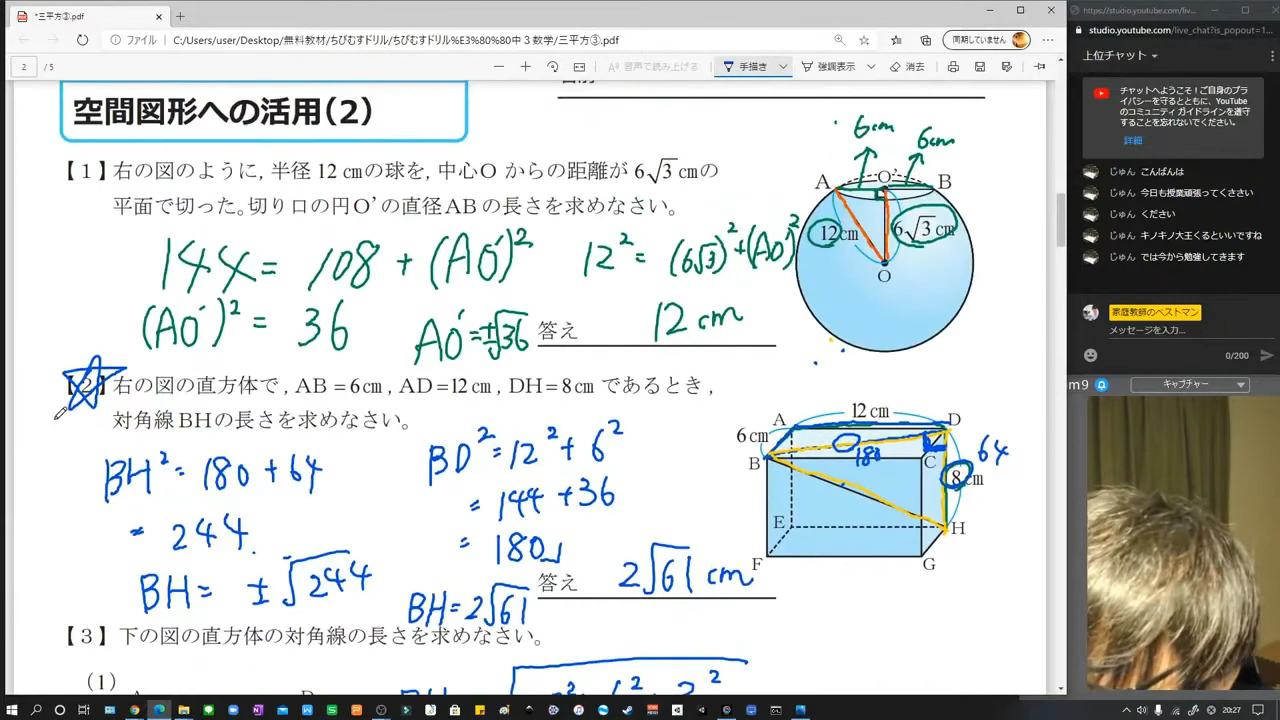 *三平方②.pdf
https://studio.youtube.com/liv...
ファイル
C:/Users/user/Desktop/無料教材/ちびむすドリル/ちびむすドリル%E3%80%80中3数学/三平方③.pdf
同期していません
studio.youtube.com/live_chat?is_popout=1...
2 / 5
音声で読み上げる
手描き
強調表示
消去
上位チャット
チャットへようこそ！ご自身のプライバシーを守るとともに、YouTube のコミュニティ ガイドラインを遵守することを忘れないでください。
詳細
じゅん こんばんは
じゅん 今日も授業頑張ってください
じゅん ください
じゅん キノキノ大王くるといいですね
じゅん では今から勉強してきます
家庭教師のベストマン
メッセージを入力...
0/200
m9
キャプチャー
空間図形への活用(2)
【1】右の図のように, 半径 12 cmの球を, 中心O からの距離が 6√3 cmの
平面で切った。切り口の円O’の直径ABの長さを求めなさい。
6cm
6cm
A O' B
12cm
6√3 cm
O
144 = 108 + (AO')²
12² = (6√3)² + (AO')²
(AO')² = 36
AO' = ±√36
答え
12 cm
【2】右の図の直方体で, AB =6cm, AD=12 cm, DH=8cm であるとき,
対角線BHの長さを求めなさい。
12 cm
A D
6 cm
180
64
B C
8cm
E H
F G
BH² = 180 + 64
= 244
BH = ±√244
BD² = 12² + 6²
= 144 + 36
= 180
BH = 2√61
答え
2√61 cm
【3】下の図の直方体の対角線の長さを求めなさい。
(1)
20:27